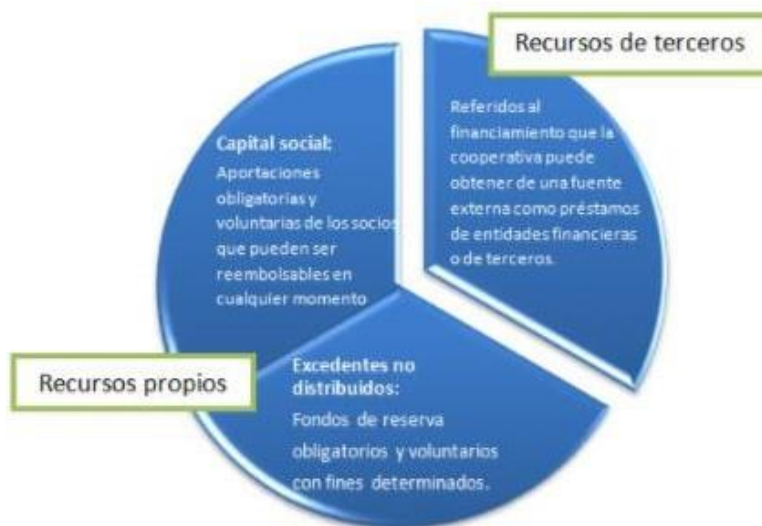 Recursos de terceros
Referidos al
financiamiento que la
cooperativa puede
obtener de una fuente
externa como préstamos
de entidades financieras
o de terceros.
Capital social:
Aportaciones
obligatorias y
voluntarias de los socios
que pueden ser
reembolsables en
cualquier momento
Recursos propios
Excedentes no
distribuidos:
Fondos de reserva
obligatorios y voluntarios
con fines determinados.